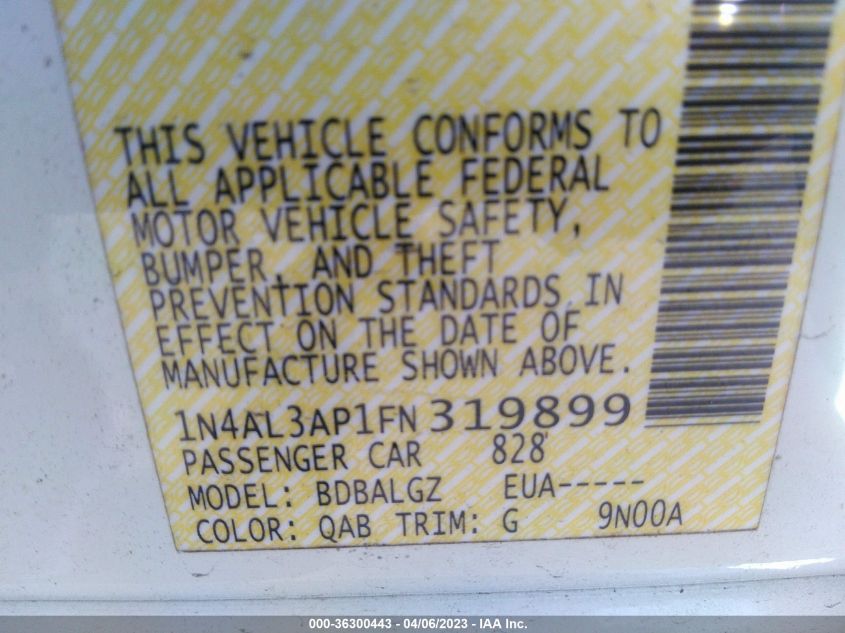 THIS VEHICLE CONFORMS TO
ALL APPLICABLE FEDERAL
MOTOR VEHICLE SAFETY,
BUMPER, AND THEFT
PREVENTION STANDARDS IN
EFFECT ON THE DATE OF
MANUFACTURE SHOWN ABOVE.
1N4AL3AP1FN 319899
PASSENGER CAR 828
MODEL: BDBALGZ EUA-----
COLOR: QAB TRIM: G 9N00A
000-36300443 - 04/06/2023 - IAA Inc.